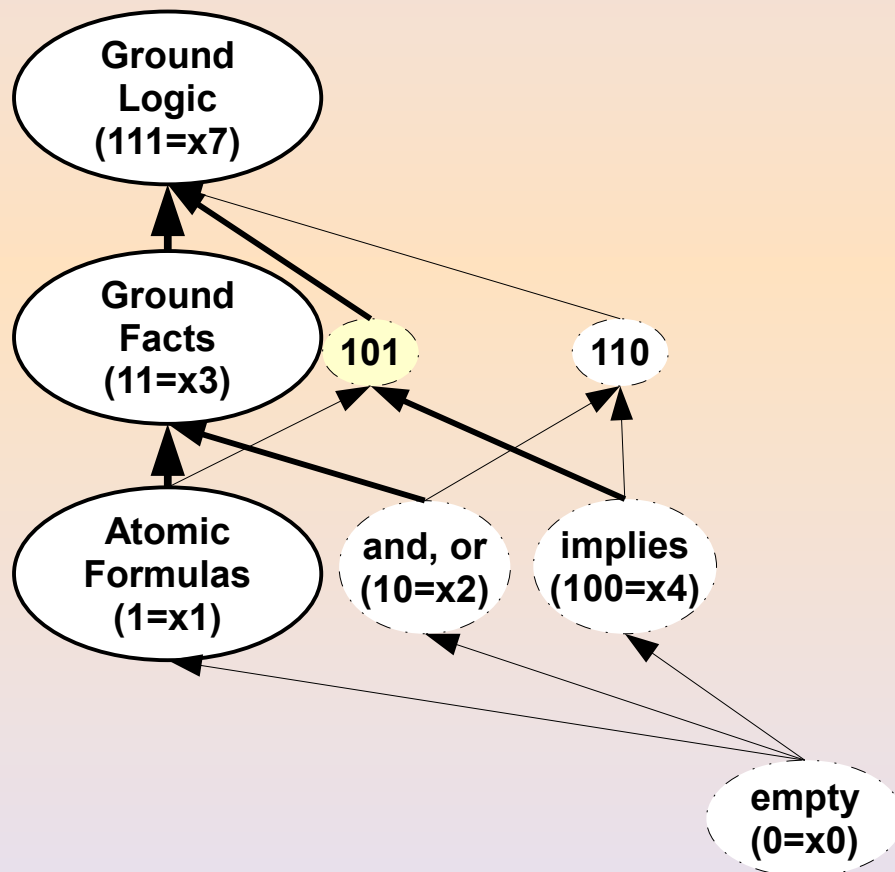 Ground
Logic
(111=x7)
Ground
Facts
(11=x3)
101
110
Atomic
Formulas
(1=x1)
and, or
(10=x2)
implies
(100=x4)
empty
(0=x0)